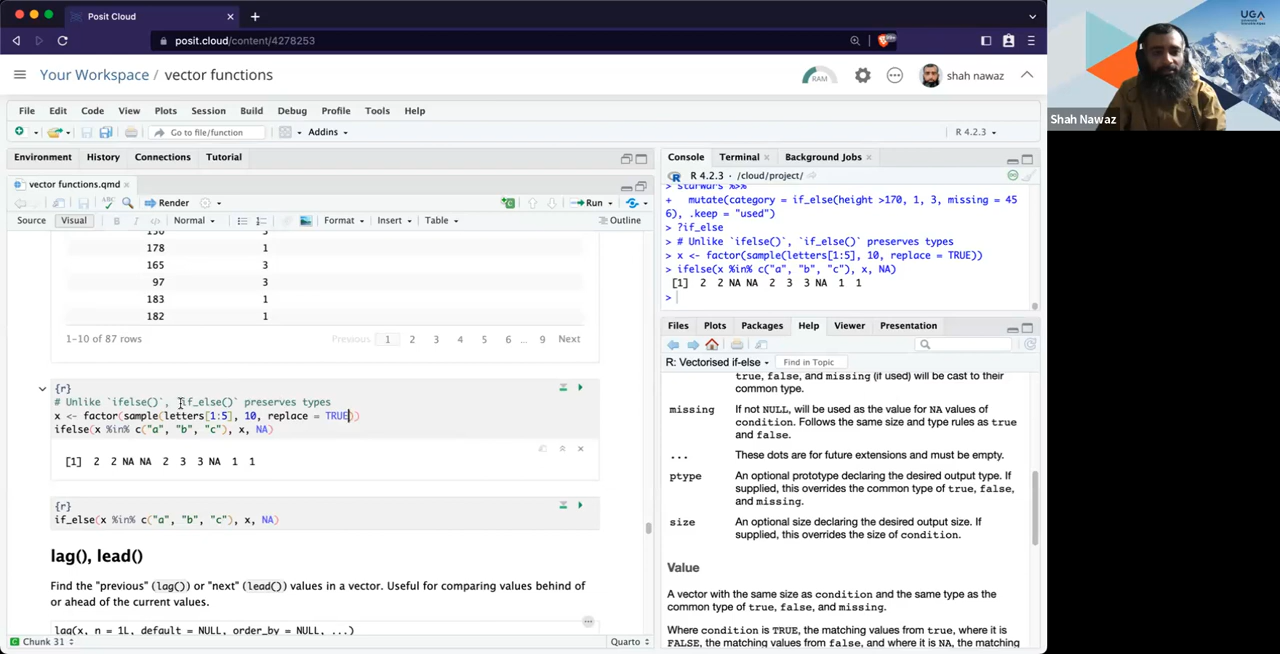 Posit Cloud
posit.cloud/content/4278253
Your Workspace / vector functions
RAM
shah nawaz
File Edit Code View Plots Session Build Debug Profile Tools Help
Go to file/function
Addins
R 4.2.3
Environment History Connections Tutorial
vector functions.qmd
Render
Run
Source Visual B I Normal Format Insert Table Outline
178 1
165 3
97 3
183 1
182 1
1-10 of 87 rows Previous 1 2 3 4 5 6 ... 9 Next
{r}
# Unlike `ifelse()`, `if_else()` preserves types
x <- factor(sample(letters[1:5], 10, replace = TRUE))
ifelse(x %in% c("a", "b", "c"), x, NA)
[1] 2 2 NA NA 2 3 3 NA 1 1
{r}
if_else(x %in% c("a", "b", "c"), x, NA)
lag(), lead()
Find the "previous" (lag()) or "next" (lead()) values in a vector. Useful for comparing values behind of
or ahead of the current values.
lag(x, n = 1L, default = NULL, order_by = NULL, ...)
Chunk 31 Quarto
Console Terminal Background Jobs
R 4.2.3 · /cloud/project/
> starwars %>%
+ mutate(category = if_else(height >170, 1, 3, missing = 45
6), .keep = "used")
> ?if_else
> # Unlike `ifelse()`, `if_else()` preserves types
> x <- factor(sample(letters[1:5], 10, replace = TRUE))
> ifelse(x %in% c("a", "b", "c"), x, NA)
[1] 2 2 NA NA 2 3 3 NA 1 1
>
Files Plots Packages Help Viewer Presentation
R: Vectorised if-else Find in Topic
true, false, and missing (if used) will be cast to their
common type.
missing If not NULL, will be used as the value for NA values of
condition. Follows the same size and type rules as true
and false.
... These dots are for future extensions and must be empty.
ptype An optional prototype declaring the desired output type. If
supplied, this overrides the common type of true, false,
and missing.
size An optional size declaring the desired output size. If
supplied, this overrides the size of condition.
Value
A vector with the same size as condition and the same type as the
common type of true, false, and missing.
Where condition is TRUE, the matching values from true, where it is
FALSE, the matching values from false, and where it is NA, the matching
UGA
Shah Nawaz